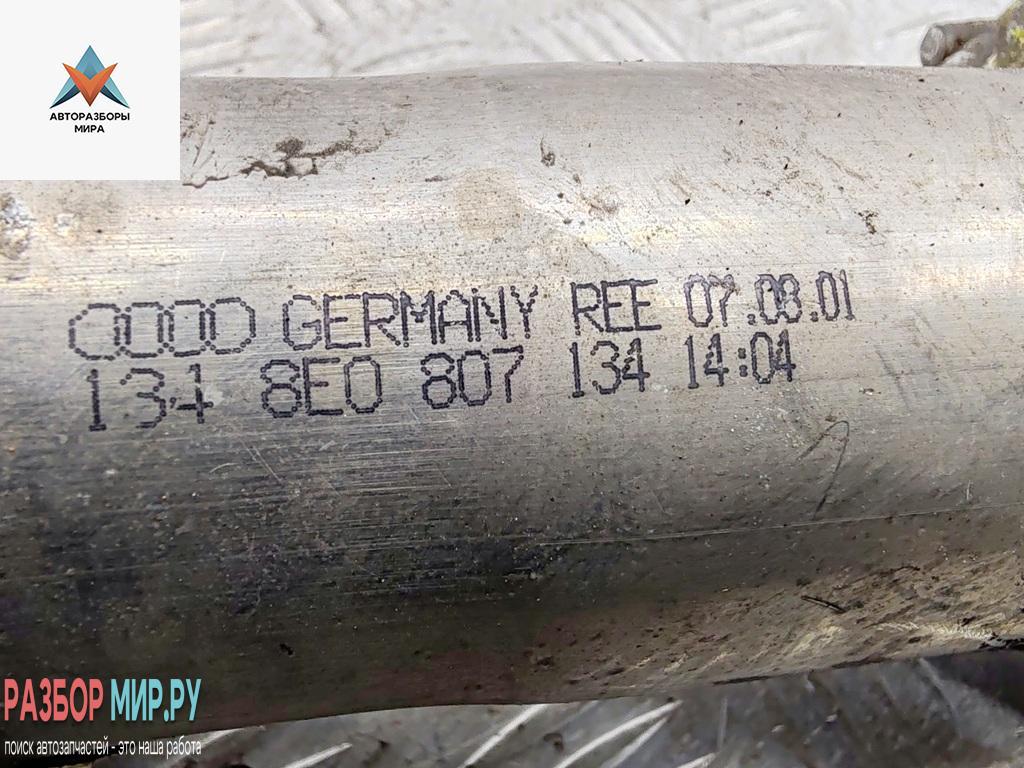 АВТОРАЗБОРЫ
МИРА
GERMANY REE 07.08.01
134 8E0 807 134 14:04
РАЗБОР МИР.РУ
поиск автозапчастей - это наша работа